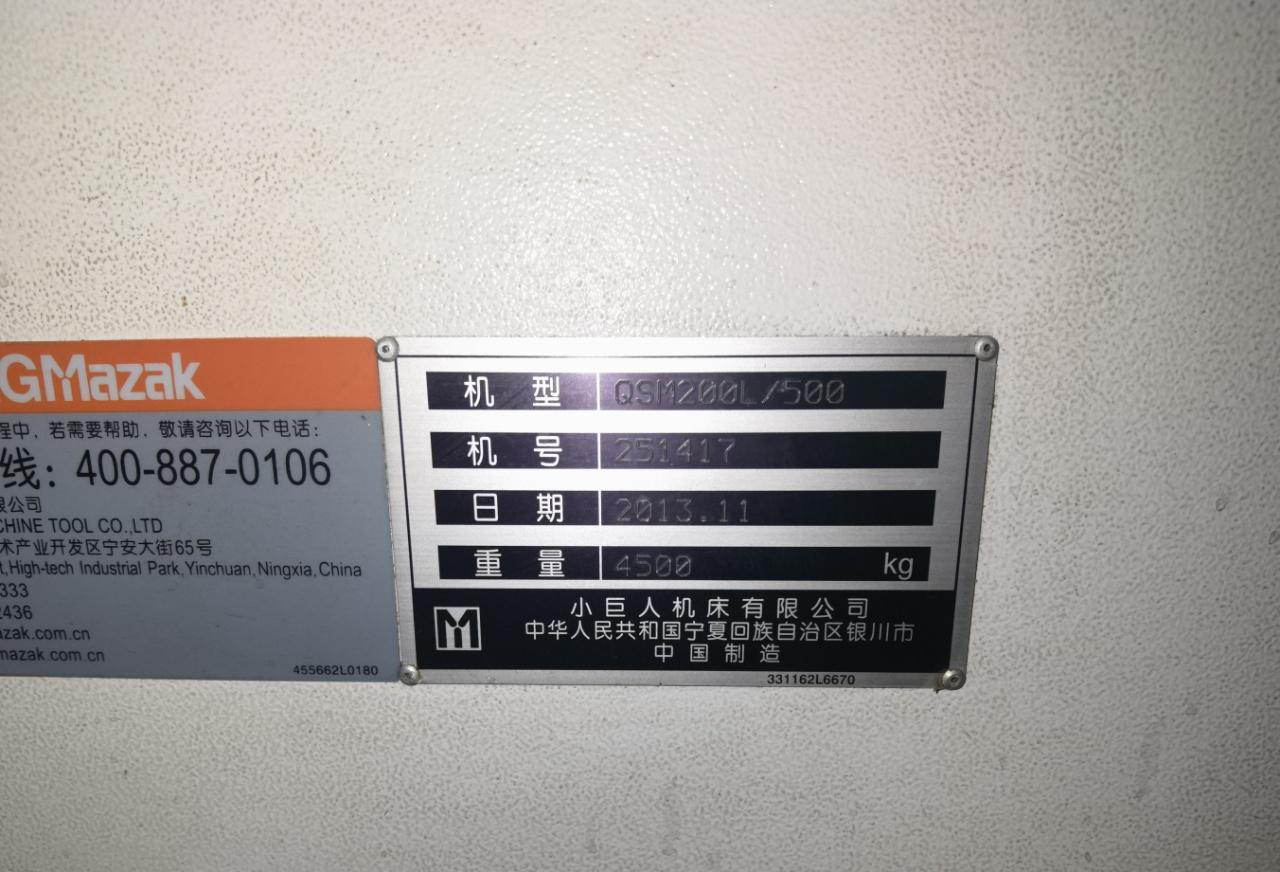 GMazak
程中，若需要帮助，敬请咨询以下电话：
线：400-887-0106
限公司
CHINE TOOL CO.,LTD
术产业开发区宁安大街65号
t,High-tech Industrial Park,Yinchuan,Ningxia,China
333
2436
azak.com.cn
mazak.com.cn
455662L0180
机 型 QSM200L/500
机 号 251417
日 期 2013.11
重 量 4500 kg
小巨人机床有限公司
中华人民共和国宁夏回族自治区银川市
中国制造
331162L6670